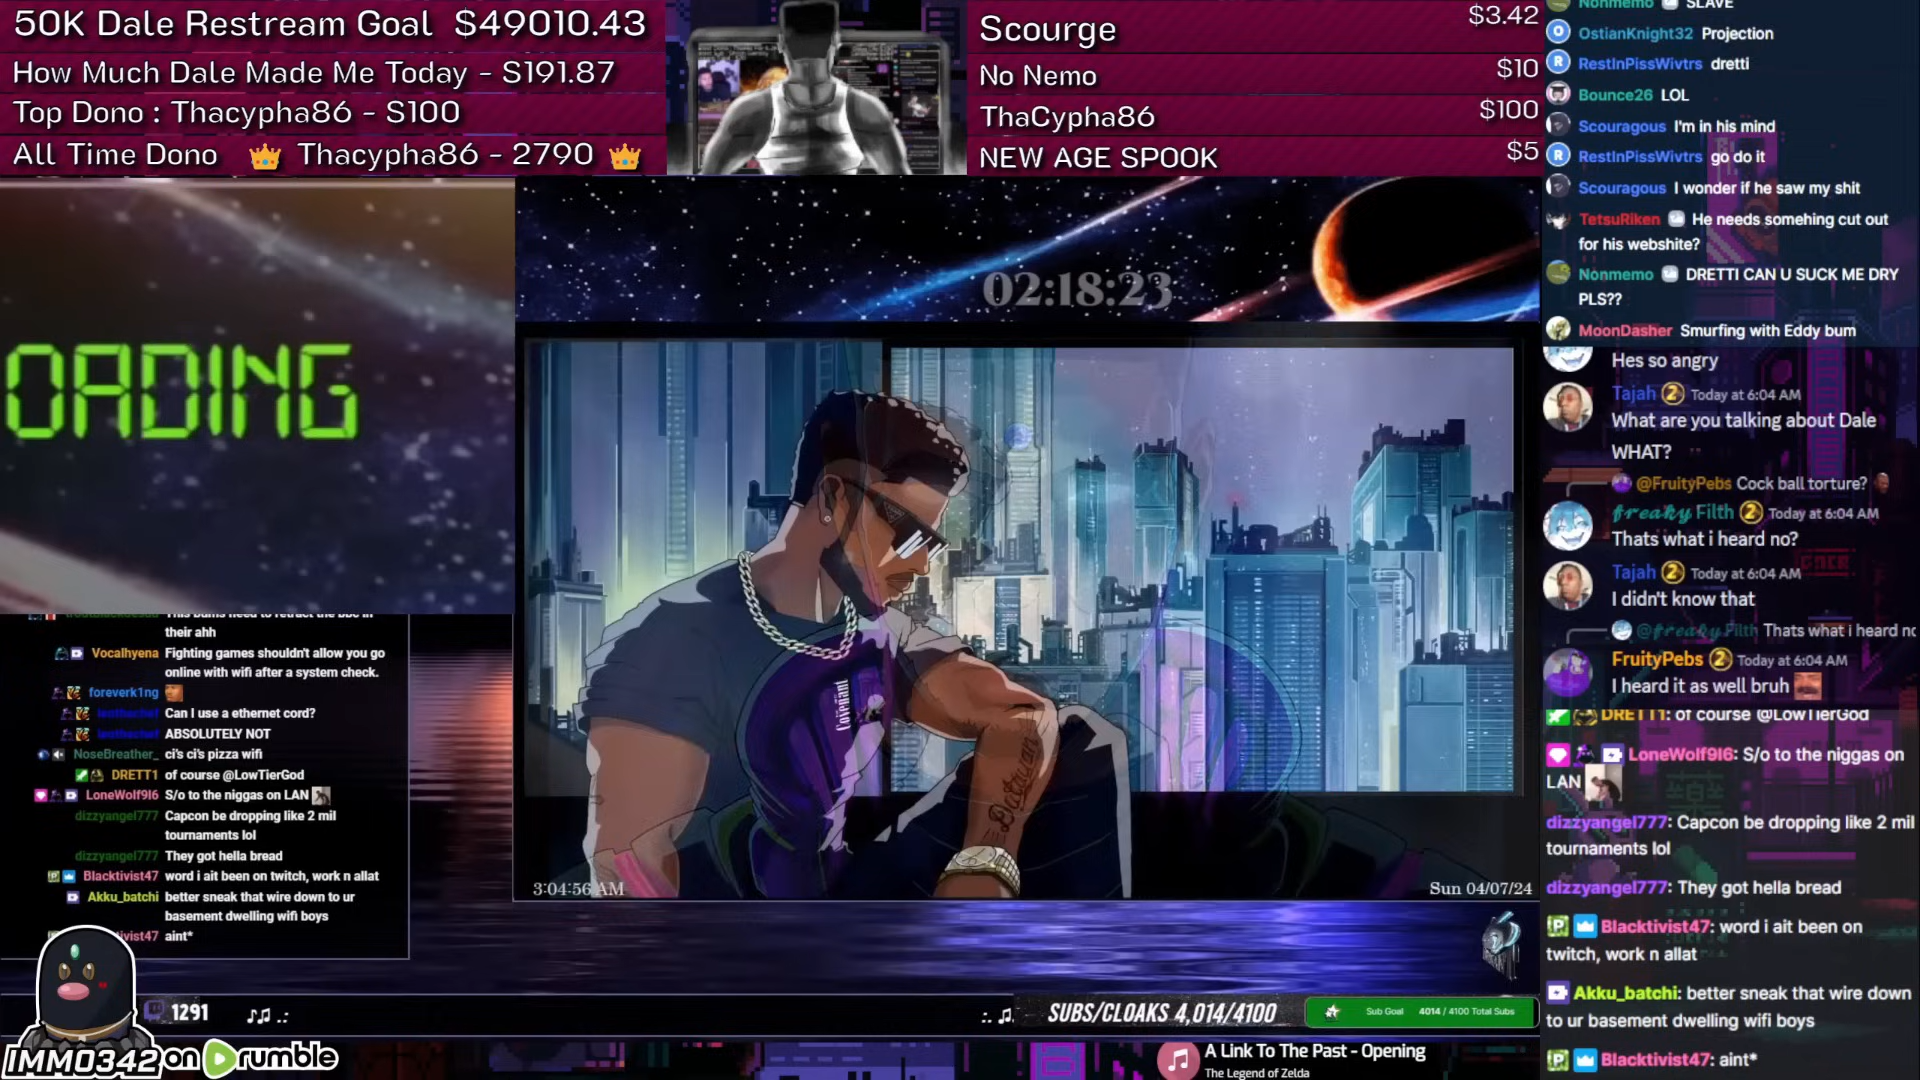 50K Dale Restream Goal $49010.43
How Much Dale Made Me Today - S191.87
Top Dono : Thacypha86 - S100
All Time Dono 👑 Thacypha86 - 2790 👑
Scourge $3.42
No Nemo $10
ThaCypha86 $100
NEW AGE SPOOK $5
Nonmemo SLAVE
OstianKnight32 Projection
RestInPissWivtrs dretti
Bounce26 LOL
Scouragous I'm in his mind
RestInPissWivtrs go do it
Scouragous I wonder if he saw my shit
TetsuRiken He needs somehing cut out
for his webshite?
Nonmemo DRETTI CAN U SUCK ME DRY
PLS??
MoonDasher Smurfing with Eddy bum
Hes so angry
Tajah 2 Today at 6:04 AM
What are you talking about Dale
WHAT?
@FruityPebs Cock ball torture?
freaky Filth 2 Today at 6:04 AM
Thats what i heard no?
Tajah 2 Today at 6:04 AM
I didn't know that
@freaky Filth Thats what i heard no
FruityPebs 2 Today at 6:04 AM
I heard it as well bruh
DRETT1: of course @LowTierGod
LoneWolf9I6: S/o to the niggas on
LAN
dizzyangel777: Capcon be dropping like 2 mil
tournaments lol
dizzyangel777: They got hella bread
Blacktivist47: word i ait been on
twitch, work n allat
Akku_batchi: better sneak that wire down
to ur basement dwelling wifi boys
Blacktivist47: aint*
OADING
02:18:23
Covenant
3:04:56 AM
Sun 04/07/24
their ahh
Vocalhyena Fighting games shouldn't allow you go
online with wifi after a system check.
foreverk1ng
Can I use a ethernet cord?
ABSOLUTELY NOT
NoseBreather_ ci's ci's pizza wifi
DRETT1 of course @LowTierGod
LoneWolf9I6 S/o to the niggas on LAN
dizzyangel777 Capcon be dropping like 2 mil
tournaments lol
dizzyangel777 They got hella bread
Blacktivist47 word i ait been on twitch, work n allat
Akku_batchi better sneak that wire down to ur
basement dwelling wifi boys
ivist47 aint*
1291
♪♫ .:
:. ♫
SUBS/CLOAKS 4,014/4100
Sub Goal 4014 / 4100 Total Subs
IMMO342 on rumble
A Link To The Past - Opening
The Legend of Zelda